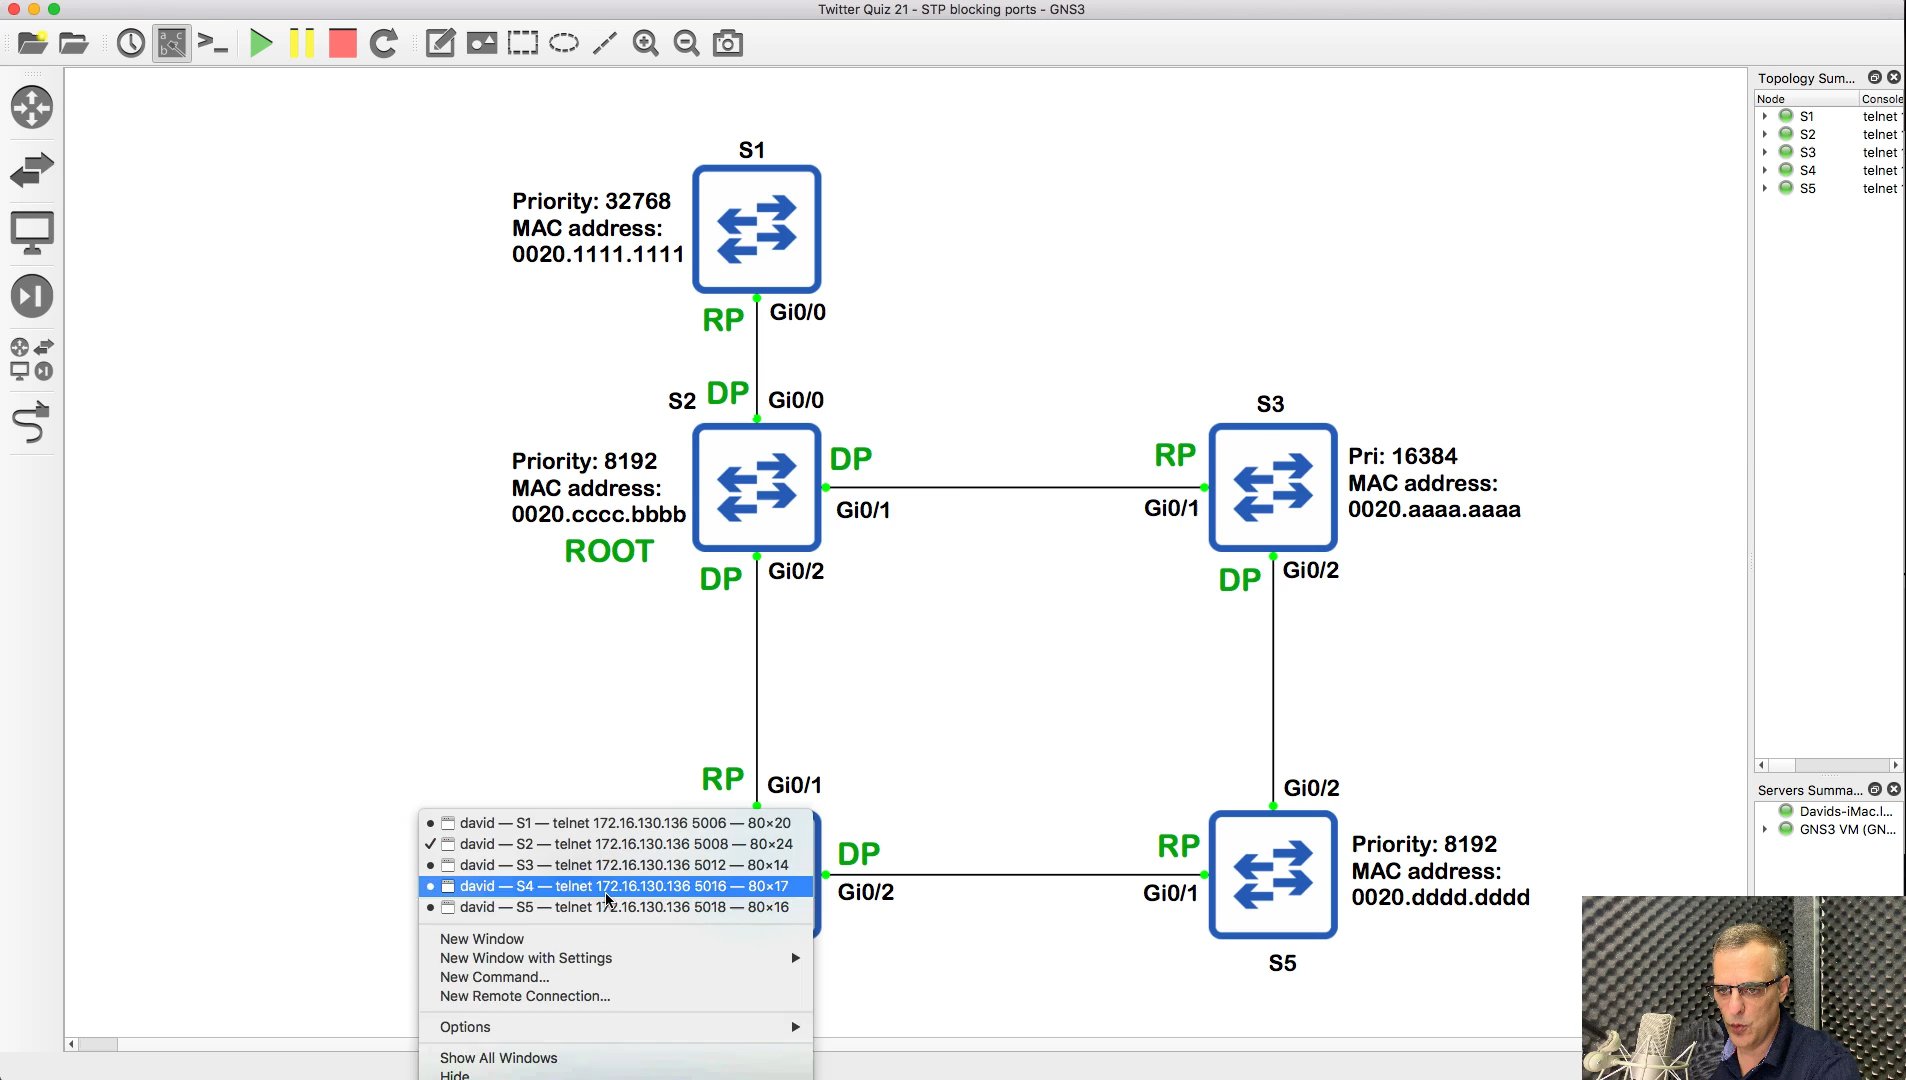 Twitter Quiz 21 - STP blocking ports - GNS3
Topology Sum...
Node Console
S1 telnet
S2 telnet
S3 telnet
S4 telnet
S5 telnet
S1
Priority: 32768
MAC address:
0020.1111.1111
RP Gi0/0
S2 DP Gi0/0
Priority: 8192
MAC address:
0020.cccc.bbbb
ROOT
DP
Gi0/1
DP Gi0/2
S3
RP
Gi0/1
Pri: 16384
MAC address:
0020.aaaa.aaaa
DP Gi0/2
RP Gi0/1
DP
Gi0/2
Gi0/2
RP
Gi0/1
Priority: 8192
MAC address:
0020.dddd.dddd
S5
david — S1 — telnet 172.16.130.136 5006 — 80×20
david — S2 — telnet 172.16.130.136 5008 — 80×24
david — S3 — telnet 172.16.130.136 5012 — 80×14
david — S4 — telnet 172.16.130.136 5016 — 80×17
david — S5 — telnet 172.16.130.136 5018 — 80×16
New Window
New Window with Settings
New Command...
New Remote Connection...
Options
Show All Windows
Hide
Servers Summa...
Davids-iMac.l...
GNS3 VM (GN...